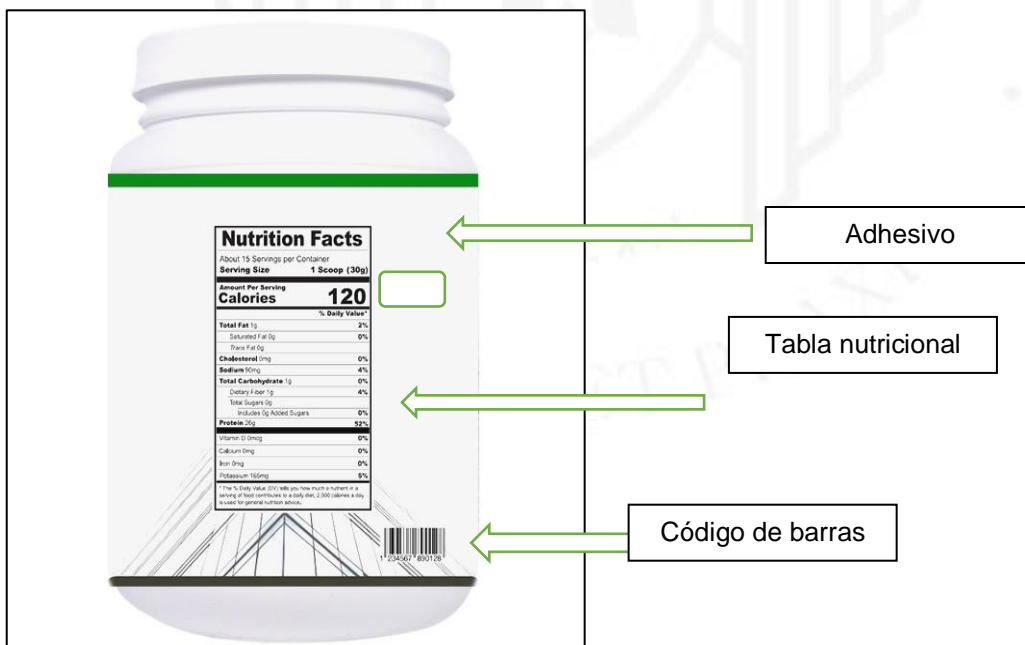 Nutrition Facts
About 15 Servings per Container
Serving Size 1 Scoop (30g)
Amount Per Serving
Calories 120
% Daily Value*
Total Fat 1g 2%
Saturated Fat 0g 0%
Trans Fat 0g
Cholesterol 0mg 0%
Sodium 90mg 4%
Total Carbohydrate 1g 0%
Dietary Fiber 1g 4%
Total Sugars 0g
Includes 0g Added Sugars 0%
Protein 26g 52%
Vitamin D 0mcg 0%
Calcium 0mg 0%
Iron 0mg 0%
Potassium 165mg 5%
* The % Daily Value (DV) tells you how much a nutrient in a
serving of food contributes to a daily diet. 2,000 calories a day
is used for general nutrition advice.
1 234567 890128
Adhesivo
Tabla nutricional
Código de barras